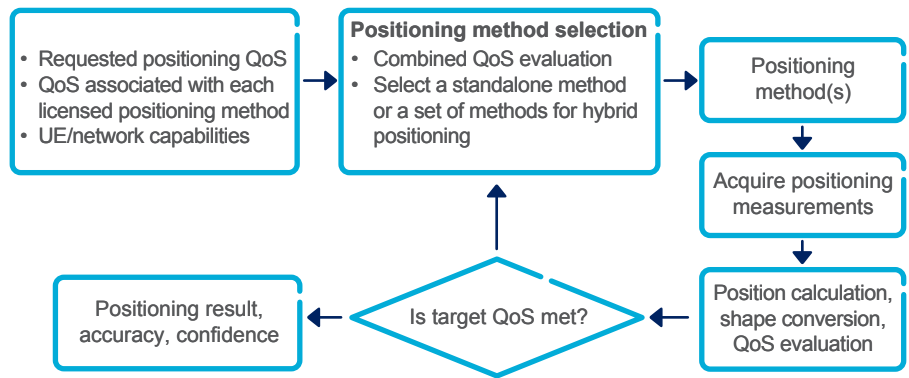 • Requested positioning QoS
• QoS associated with each
licensed positioning method
• UE/network capabilities
Positioning method selection
• Combined QoS evaluation
• Select a standalone method
or a set of methods for hybrid
positioning
Positioning
method(s)
Acquire positioning
measurements
Position calculation,
shape conversion,
QoS evaluation
Is target QoS met?
Positioning result,
accuracy, confidence